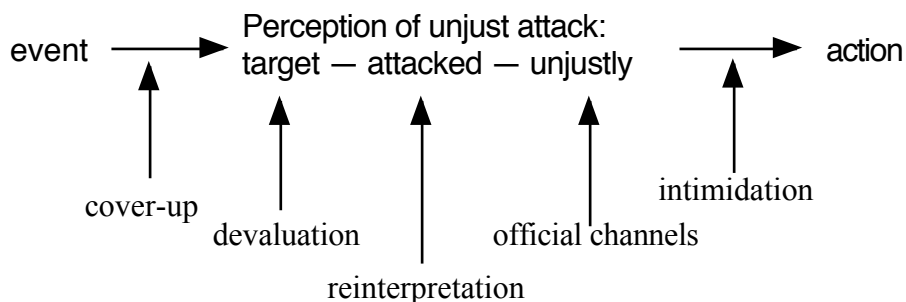 Perception of unjust attack:
event
target — attacked — unjustly
action
cover-up
devaluation
reinterpretation
official channels
intimidation